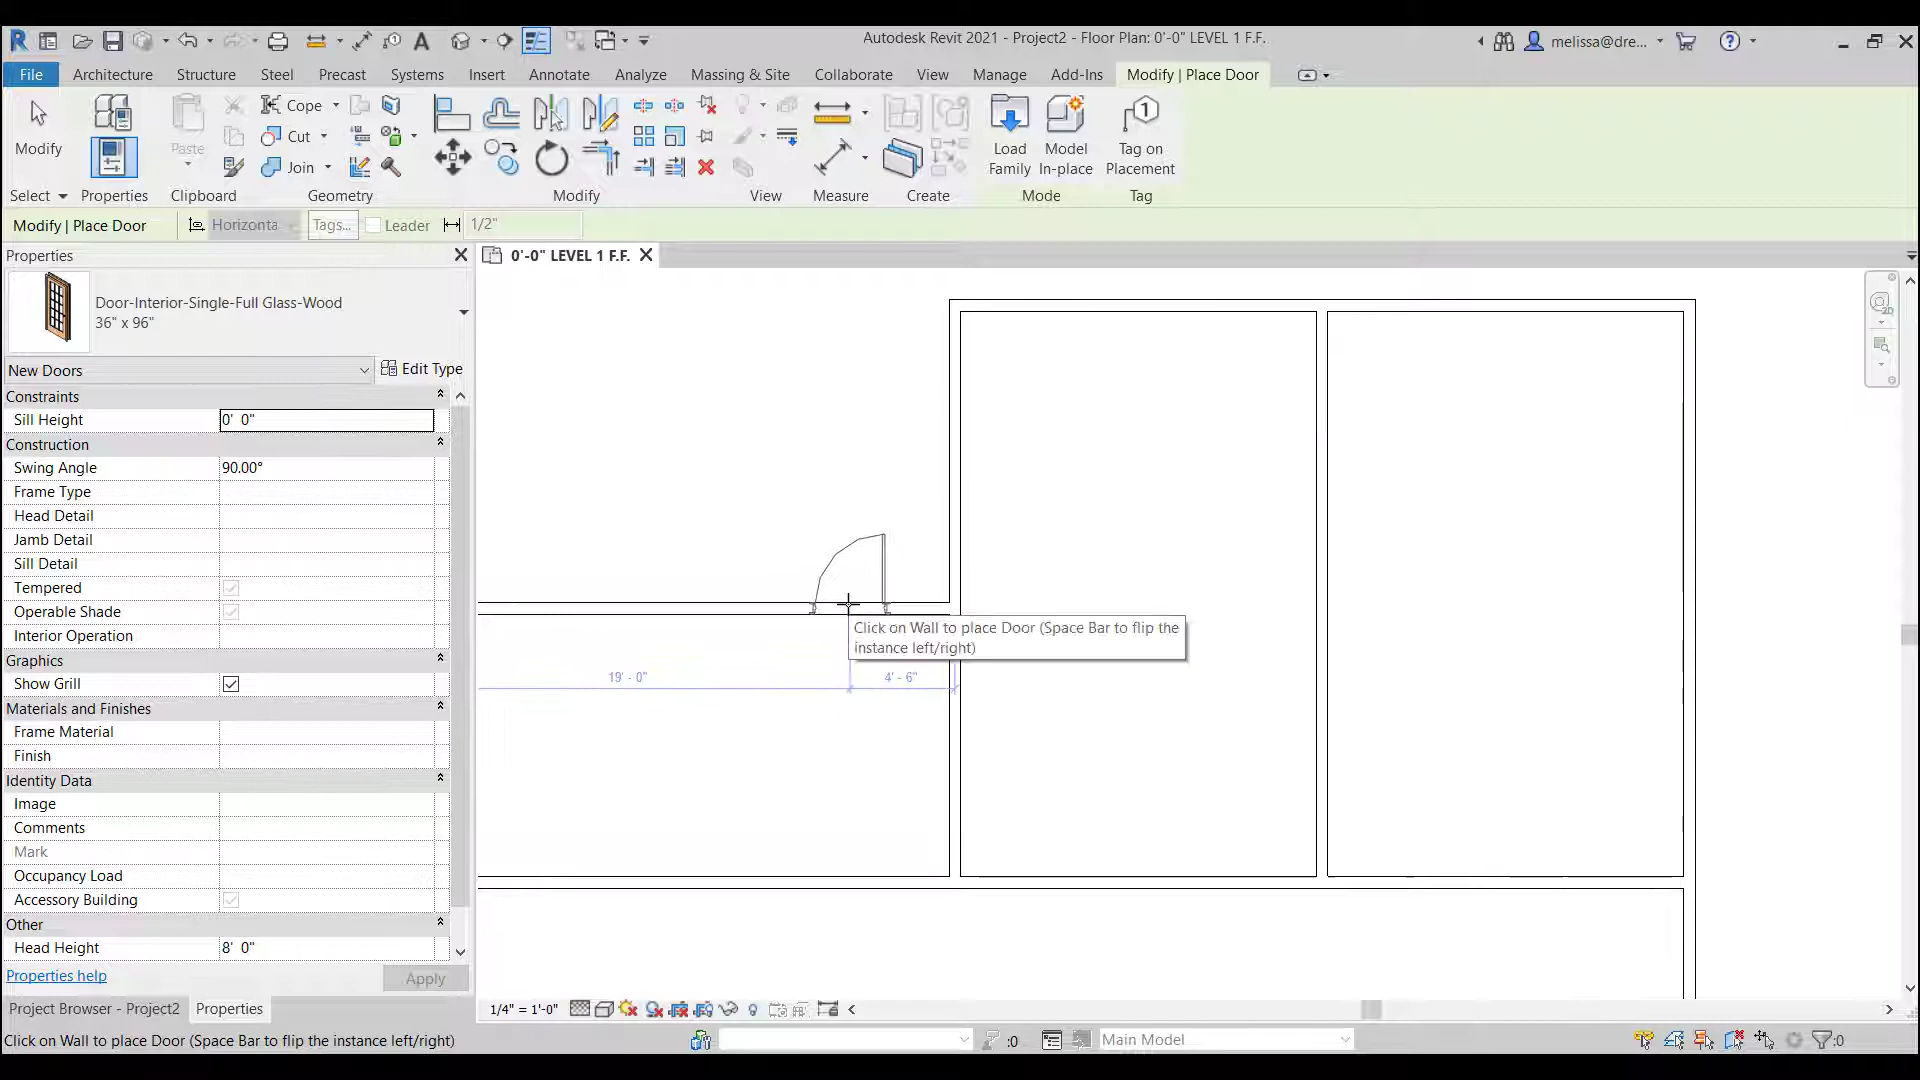 Autodesk Revit 2021 - Project2 - Floor Plan: 0'-0" LEVEL 1 F.F.
melissa@dre...
File Architecture Structure Steel Precast Systems Insert Annotate Analyze Massing & Site Collaborate View Manage Add-Ins Modify | Place Door
Modify
Paste
Cope
Cut
Join
Load Family
Model In-place
Tag on Placement
Select Properties Clipboard Geometry Modify View Measure Create Mode Tag
Modify | Place Door Horizonta Tags... Leader 1/2"
Properties
0'-0" LEVEL 1 F.F.
Door-Interior-Single-Full Glass-Wood
36" x 96"
New Doors Edit Type
Constraints
Sill Height 0' 0"
Construction
Swing Angle 90.00°
Frame Type
Head Detail
Jamb Detail
Sill Detail
Tempered
Operable Shade
Interior Operation
Graphics
Show Grill
Materials and Finishes
Frame Material
Finish
Identity Data
Image
Comments
Mark
Occupancy Load
Accessory Building
Other
Head Height 8' 0"
Properties help Apply
Project Browser - Project2 Properties
Click on Wall to place Door (Space Bar to flip the
instance left/right)
19' - 0" 4' - 6"
1/4" = 1'-0"
Click on Wall to place Door (Space Bar to flip the instance left/right)
:0
Main Model
:0